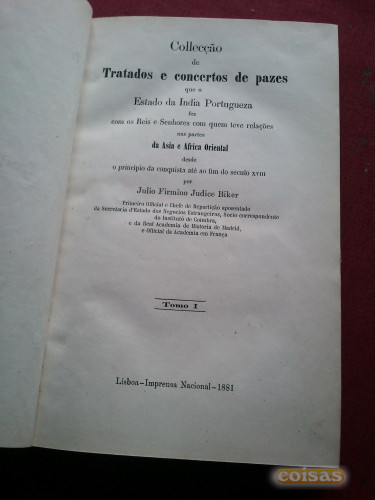 Collecção
de
Tratados e concertos de pazes
que o
Estado da India Portugueza
fez
com os Reis e Senhores com quem teve relações
nas partes
da Asia e Africa Oriental
desde
o principio da conquista até ao fim do seculo XVIII
por
Julio Firmino Judice Biker
Primeiro Official e Chefe de Repartição aposentado
da Secretaria d'Estado dos Negocios Estrangeiros, Socio correspondente
do Instituto de Coimbra,
e da Real Academia de Historia de Madrid,
e Official da Academia em França
Tomo I
Lisboa—Imprensa Nacional—1881
coisas